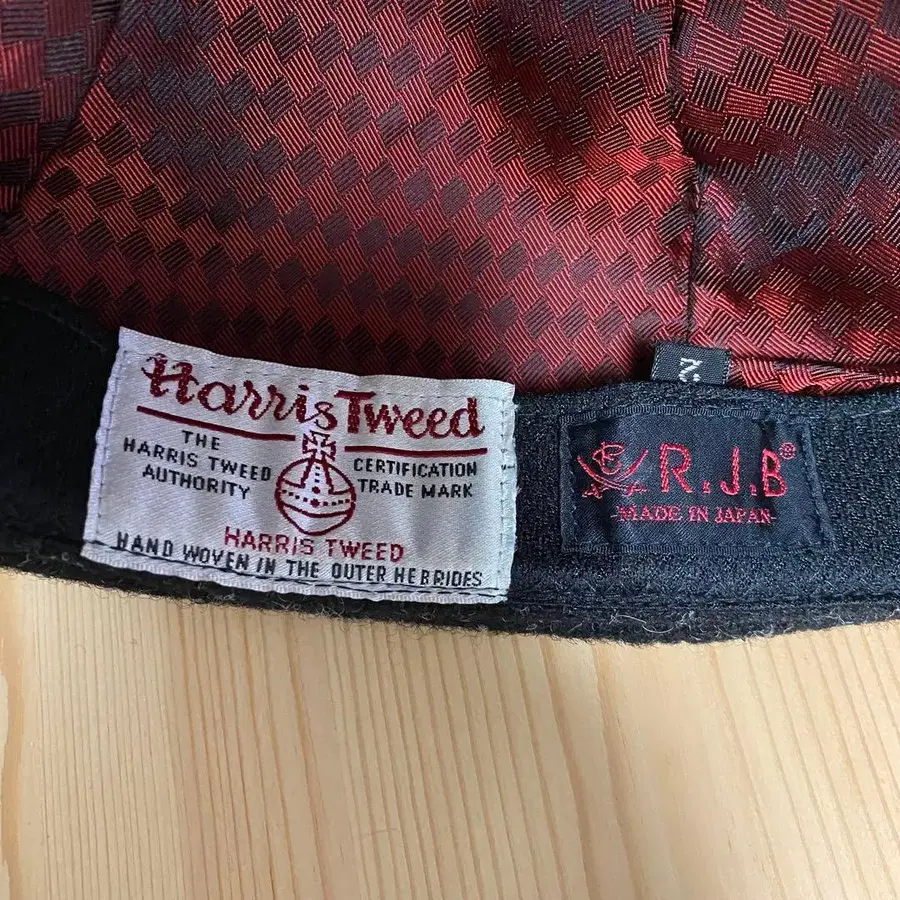 Harris Tweed
THE
HARRIS TWEED
AUTHORITY
CERTIFICATION
TRADE MARK
HARRIS TWEED
HAND WOVEN IN THE OUTER HEBRIDES
R.J.B®
-MADE IN JAPAN-